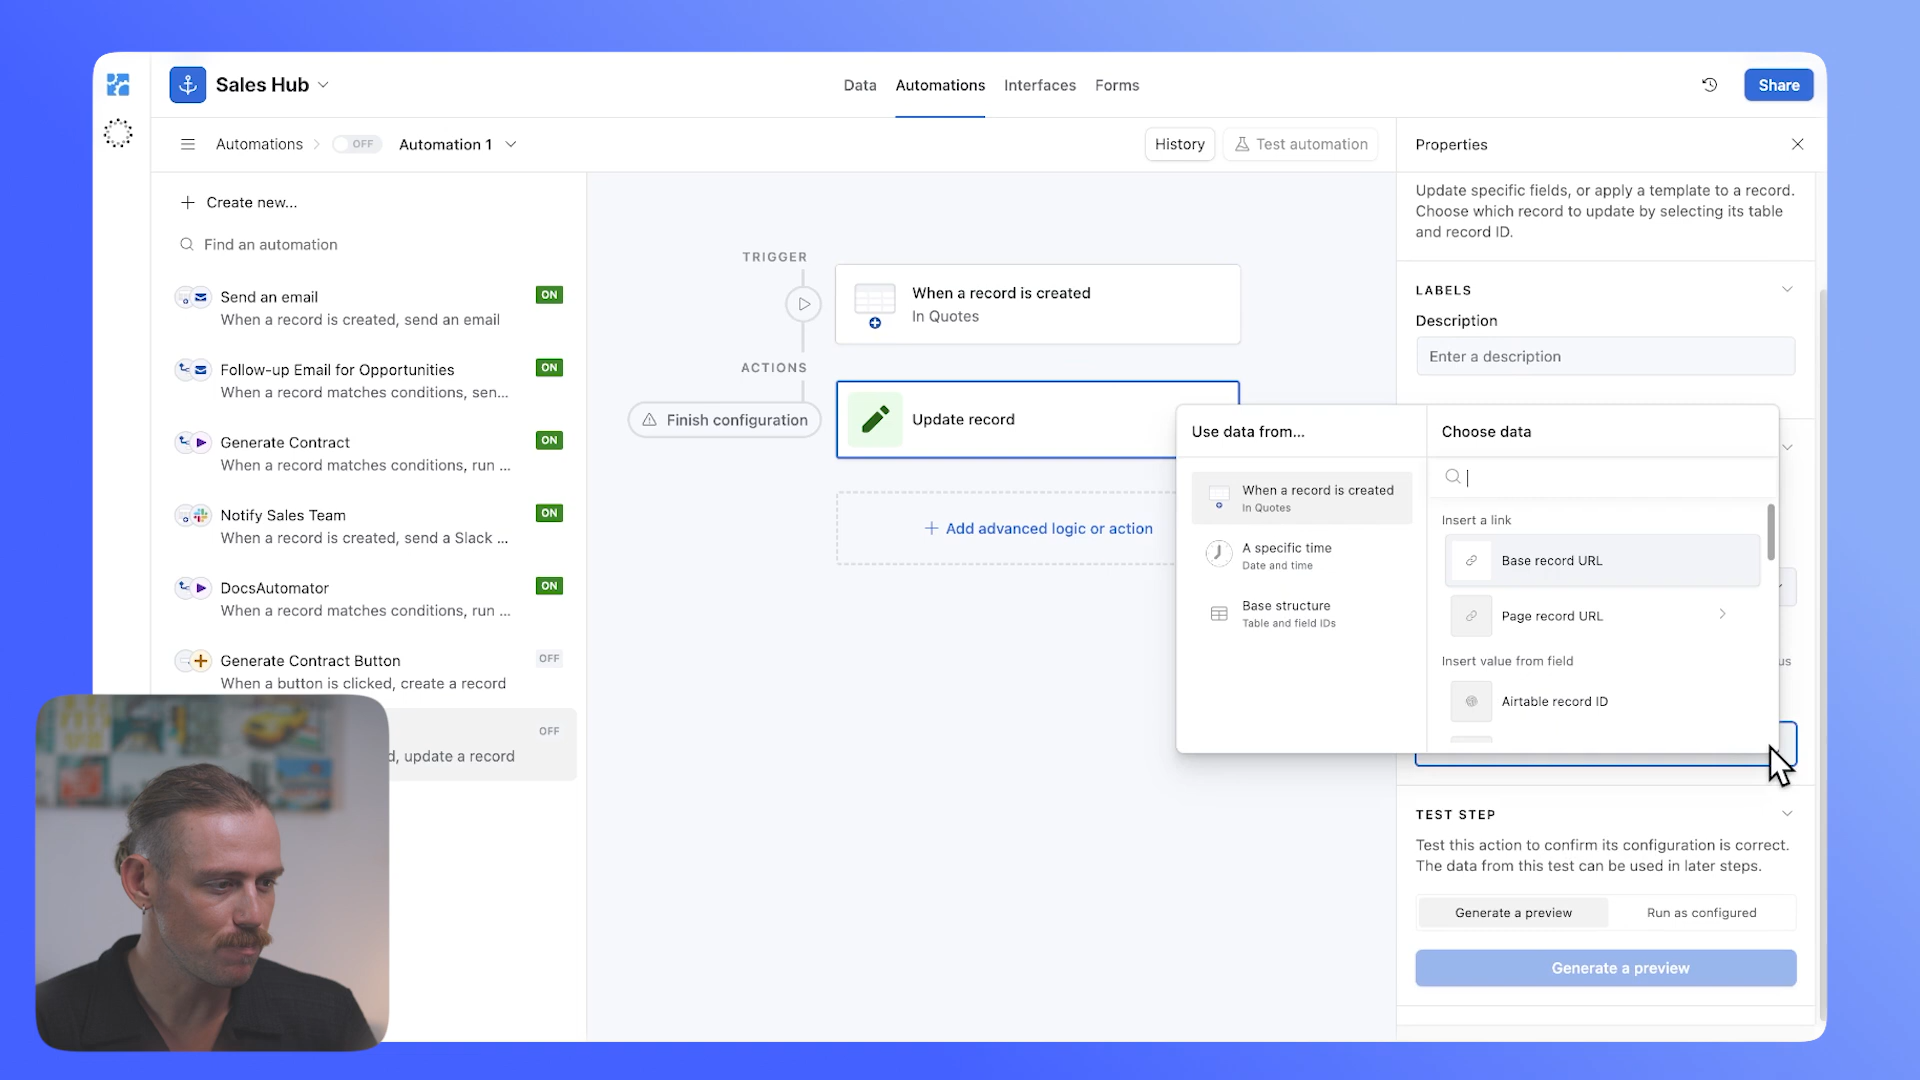 Sales Hub
Data
Automations
Interfaces
Forms
Share
Automations
OFF
Automation 1
History
Test automation
Properties
Create new...
Find an automation
Send an email
ON
When a record is created, send an email
Follow-up Email for Opportunities
ON
When a record matches conditions, sen...
Generate Contract
ON
When a record matches conditions, run ...
Notify Sales Team
ON
When a record is created, send a Slack ...
DocsAutomator
ON
When a record matches conditions, run ...
Generate Contract Button
OFF
When a button is clicked, create a record
OFF
d, update a record
TRIGGER
When a record is created
In Quotes
ACTIONS
Finish configuration
Update record
Add advanced logic or action
Use data from...
When a record is created
In Quotes
A specific time
Date and time
Base structure
Table and field IDs
Choose data
Insert a link
Base record URL
Page record URL
Insert value from field
Airtable record ID
Update specific fields, or apply a template to a record.
Choose which record to update by selecting its table
and record ID.
LABELS
Description
Enter a description
us
TEST STEP
Test this action to confirm its configuration is correct.
The data from this test can be used in later steps.
Generate a preview
Run as configured
Generate a preview